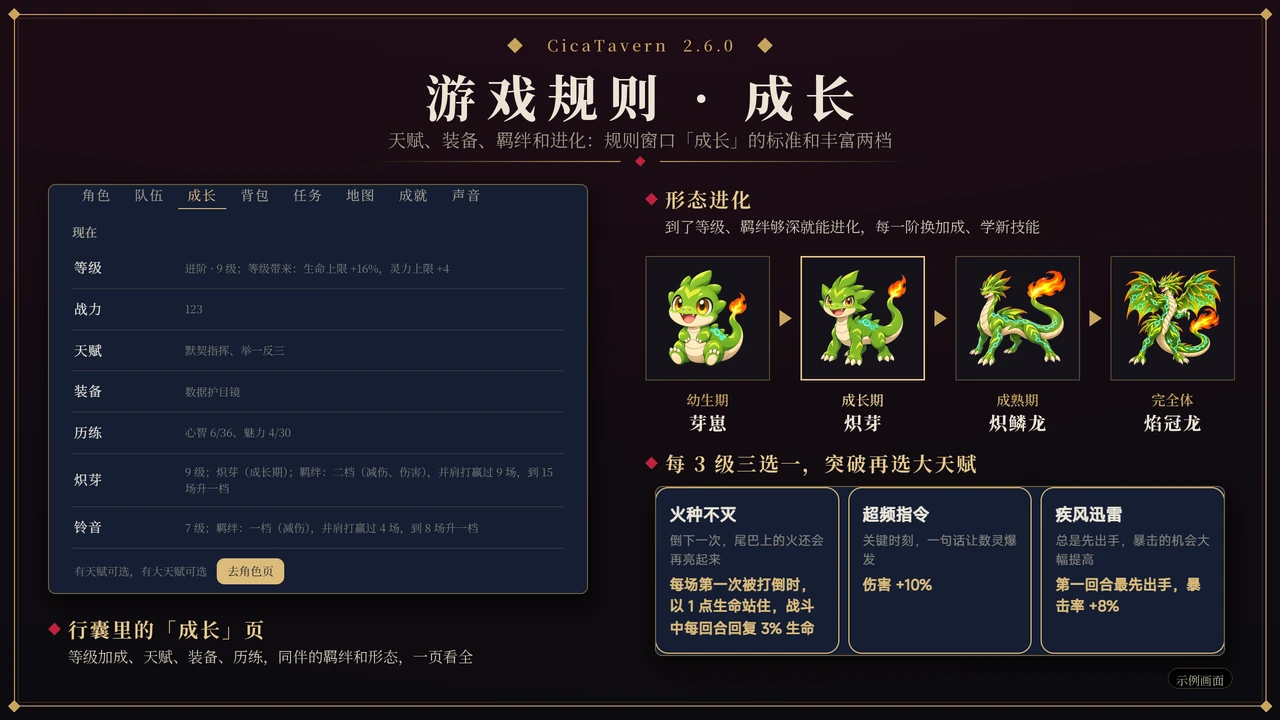 CicaTavern 2.6.0
游戏规则 · 成长
天赋、装备、羁绊和进化：规则窗口「成长」的标准和丰富两档
角色 队伍 成长 背包 任务 地图 成就 声音
现在
等级 进阶 · 9 级；等级带来：生命上限 +16%，灵力上限 +4
战力 123
天赋 默契指挥、举一反三
装备 数据护目镜
历练 心智 6/36、魅力 4/30
炽芽 9 级；炽芽（成长期）；羁绊：二档（减伤、伤害），并肩打赢过 9 场，到 15
场升一档
铃音 7 级；羁绊：一档（减伤），并肩打赢过 4 场，到 8 场升一档
有天赋可选，有大天赋可选 去角色页
行囊里的「成长」页
等级加成、天赋、装备、历练，同伴的羁绊和形态，一页看全
形态进化
到了等级、羁绊够深就能进化，每一阶换加成、学新技能
幼生期 成长期 成熟期 完全体
芽崽 炽芽 炽鳞龙 焰冠龙
每 3 级三选一，突破再选大天赋
火种不灭
倒下一次，尾巴上的火还会
再亮起来
每场第一次被打倒时，
以 1 点生命站住，战斗
中每回合回复 3% 生命
超频指令
关键时刻，一句话让数灵爆
发
伤害 +10%
疾风迅雷
总是先出手，暴击的机会大
幅提高
第一回合最先出手，暴
击率 +8%
示例画面